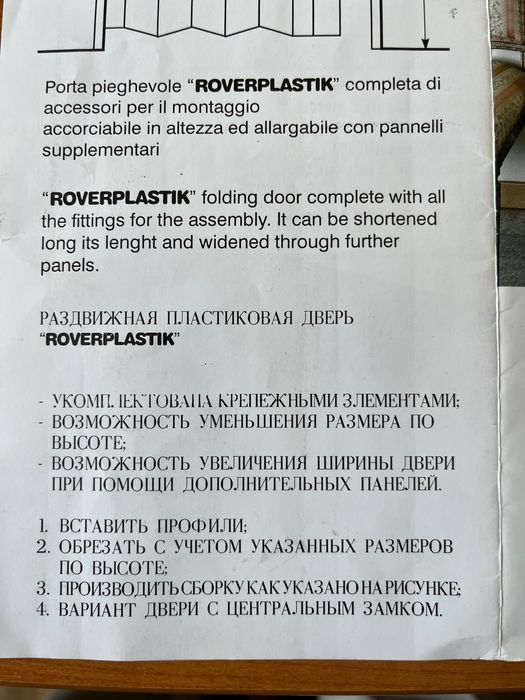 Porta pieghevole “ROVERPLASTIK” completa di
accessori per il montaggio
accorciabile in altezza ed allargabile con pannelli
supplementari
“ROVERPLASTIK” folding door complete with all
the fittings for the assembly. It can be shortened
long its lenght and widened through further
panels.
РАЗДВИЖНАЯ ПЛАСТИКОВАЯ ДВЕРЬ
“ROVERPLASTIK”
- УКОМПЛЕКТОВАНА КРЕПЕЖНЫМИ ЗЛЕМЕНТАМИ;
- ВОЗМОЖНОСТЬ УМЕНЬШЕНИЯ РАЗМЕРА ПО
ВЫСОТЕ;
- ВОЗМОЖНОСТЬ УВЕЛИЧЕНИЯ ШИРИНЫ ДВЕРИ
ПРИ ПОМОЩИ ДОПОЛНИТЕЛЬНЫХ ПАНЕЛЕЙ.
1. ВСТАВИТЬ ПРОФИЛИ;
2. ОБРЕЗАТЬ С УЧЕТОМ УКАЗАННЫХ РАЗМЕРОВ
ПО ВЫСОТЕ;
3. ПРОИЗВОДИТЬ СБОРКУ КАК УКАЗАНО НА РИСУНКЕ;
4. ВАРИАНТ ДВЕРИ С ЦЕНТРАЛЬНЫМ ЗАМКОМ.